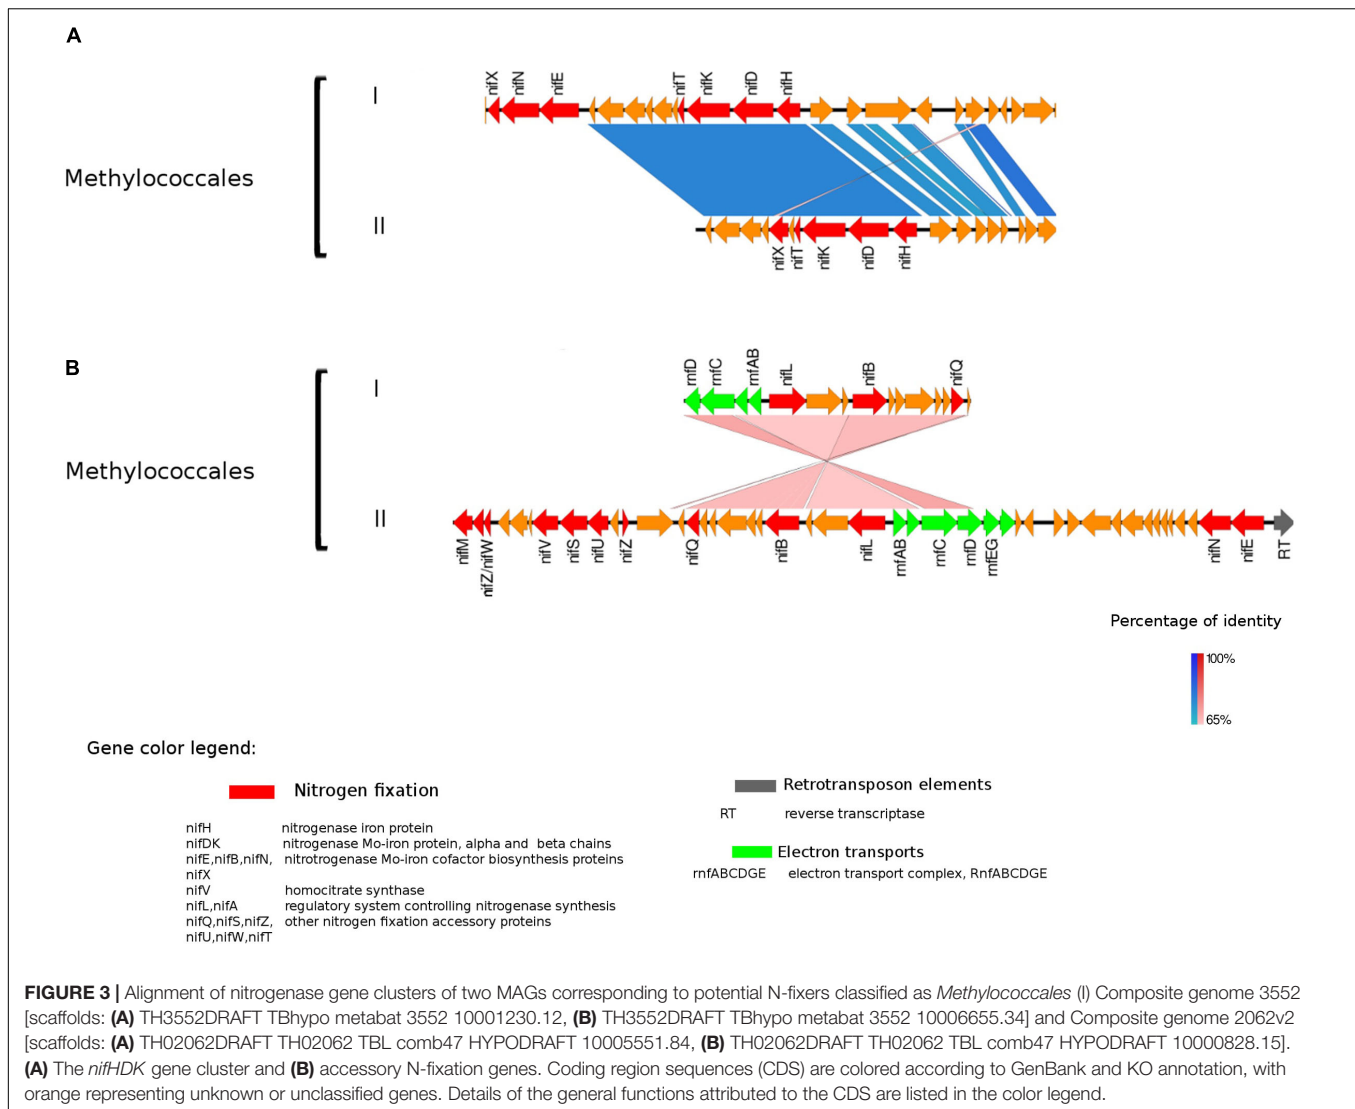 A
I
nifX
nifN
nifE
nifT
nifK
nifD
nifH
Methylococcales
II
nifX
nifT
nifK
nifD
nifH
B
I
rnfD
rnfC
rnfAB
nifL
nifB
nifQ
Methylococcales
II
nifM
nifZ/nifW
nifV
nifS
nifU
nifZ
nifQ
nifB
nifL
rnfAB
rnfC
rnfD
rnfEG
nifN
nifE
RT
Percentage of identity
100%
65%
Gene color legend:
Nitrogen fixation
nifH nitrogenase iron protein
nifDK nitrogenase Mo-iron protein, alpha and beta chains
nifE,nifB,nifN, nitrotrogenase Mo-iron cofactor biosynthesis proteins
nifX
nifV homocitrate synthase
nifL,nifA regulatory system controlling nitrogenase synthesis
nifQ,nifS,nifZ, other nitrogen fixation accessory proteins
nifU,nifW,nifT
Retrotransposon elements
RT reverse transcriptase
Electron transports
rnfABCDGE electron transport complex, RnfABCDGE
FIGURE 3 | Alignment of nitrogenase gene clusters of two MAGs corresponding to potential N-fixers classified as Methylococcales (I) Composite genome 3552
[scaffolds: (A) TH3552DRAFT TBhypo metabat 3552 10001230.12, (B) TH3552DRAFT TBhypo metabat 3552 10006655.34] and Composite genome 2062v2
[scaffolds: (A) TH02062DRAFT TH02062 TBL comb47 HYPODRAFT 10005551.84, (B) TH02062DRAFT TH02062 TBL comb47 HYPODRAFT 10000828.15].
(A) The nifHDK gene cluster and (B) accessory N-fixation genes. Coding region sequences (CDS) are colored according to GenBank and KO annotation, with
orange representing unknown or unclassified genes. Details of the general functions attributed to the CDS are listed in the color legend.